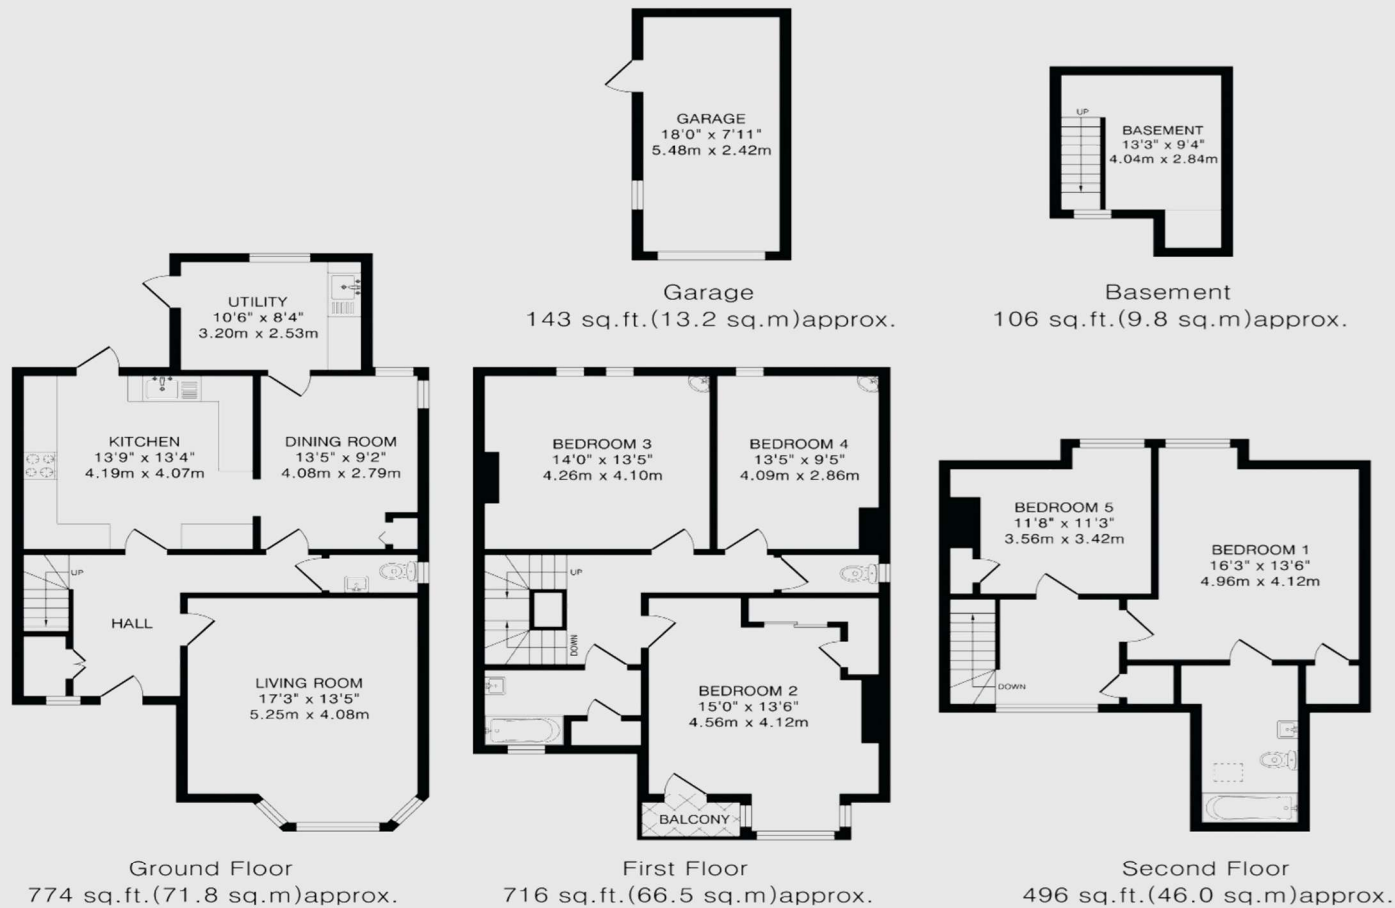 GARAGE
18'0" x 7'11"
5.48m x 2.42m
Garage
143 sq.ft.(13.2 sq.m)approx.
UP
BASEMENT
13'3" x 9'4"
4.04m x 2.84m
Basement
106 sq.ft.(9.8 sq.m)approx.
UTILITY
10'6" x 8'4"
3.20m x 2.53m
KITCHEN
13'9" x 13'4"
4.19m x 4.07m
DINING ROOM
13'5" x 9'2"
4.08m x 2.79m
UP
HALL
LIVING ROOM
17'3" x 13'5"
5.25m x 4.08m
Ground Floor
774 sq.ft.(71.8 sq.m)approx.
BEDROOM 3
14'0" x 13'5"
4.26m x 4.10m
BEDROOM 4
13'5" x 9'5"
4.09m x 2.86m
UP
DOWN
BEDROOM 2
15'0" x 13'6"
4.56m x 4.12m
BALCONY
First Floor
716 sq.ft.(66.5 sq.m)approx.
BEDROOM 5
11'8" x 11'3"
3.56m x 3.42m
BEDROOM 1
16'3" x 13'6"
4.96m x 4.12m
DOWN
Second Floor
496 sq.ft.(46.0 sq.m)approx.